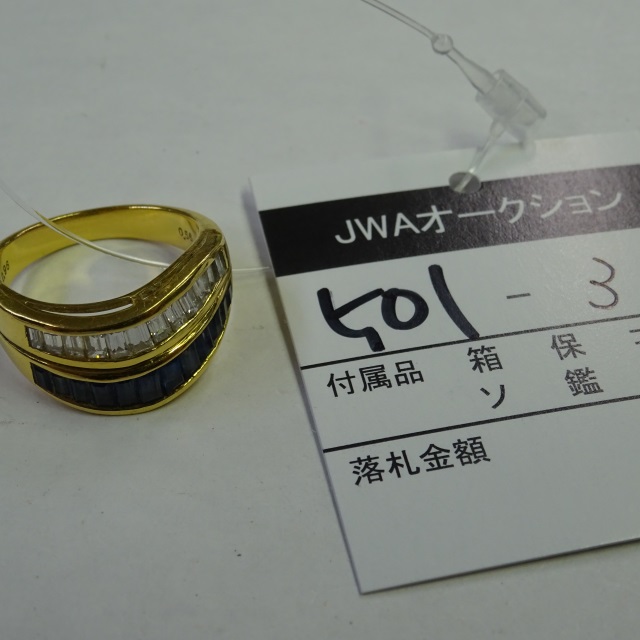 JWAオークション
501 - 3
付属品 箱 保
ソ 鑑
落札金額